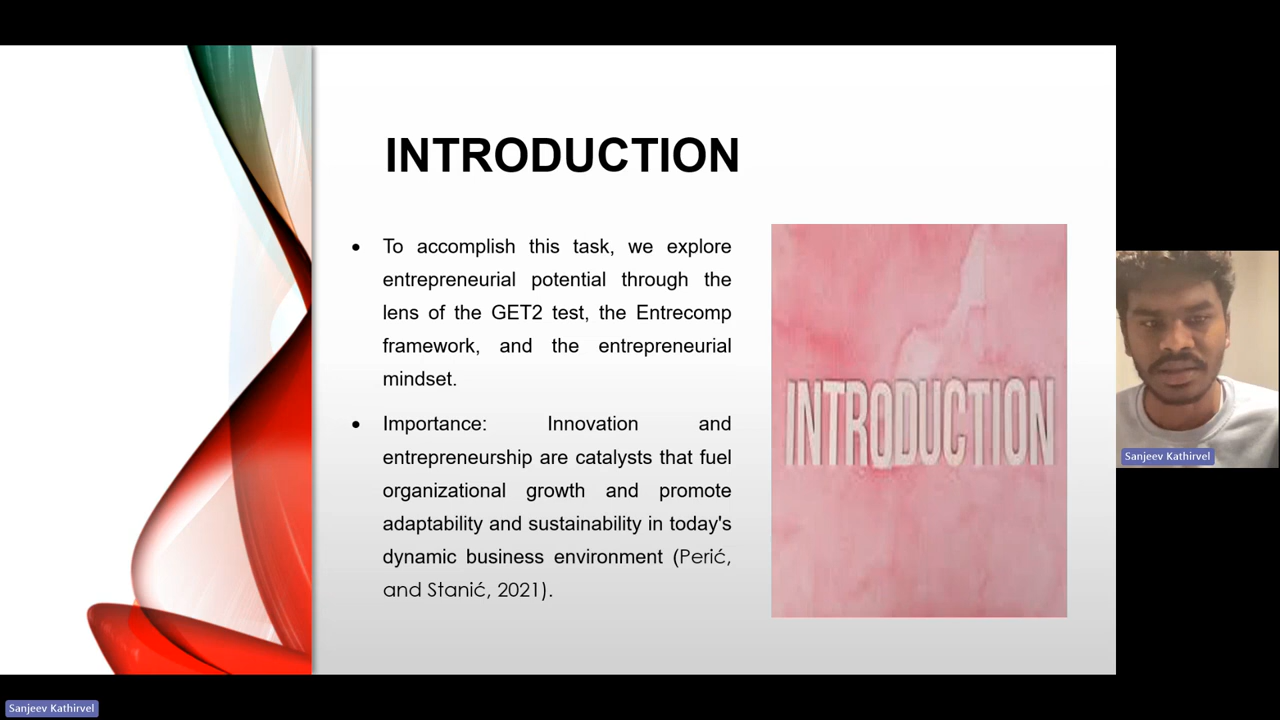 INTRODUCTION
• To accomplish this task, we explore
entrepreneurial potential through the
lens of the GET2 test, the Entrecomp
framework, and the entrepreneurial
mindset.
• Importance: Innovation and
entrepreneurship are catalysts that fuel
organizational growth and promote
adaptability and sustainability in today's
dynamic business environment (Perić,
and Stanić, 2021).
INTRODUCTION
Sanjeev Kathirvel
Sanjeev Kathirvel